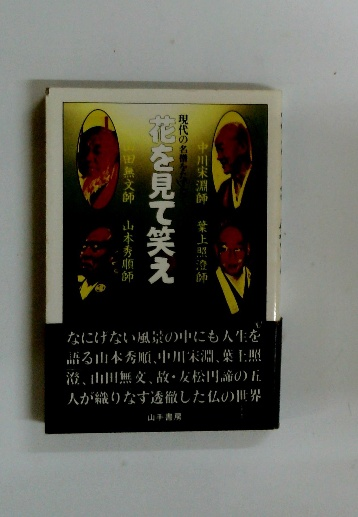 現代の名僧
花を見て笑え
中川宋淵師
山田無文師
葉上照澄師
山本秀順師
なにげない風景の中にも人生を
語る山本秀順、中川宋淵、葉上照
澄、山田無文、故・友松円諦の五
人が織りなす透徹した仏の世界
山手書房